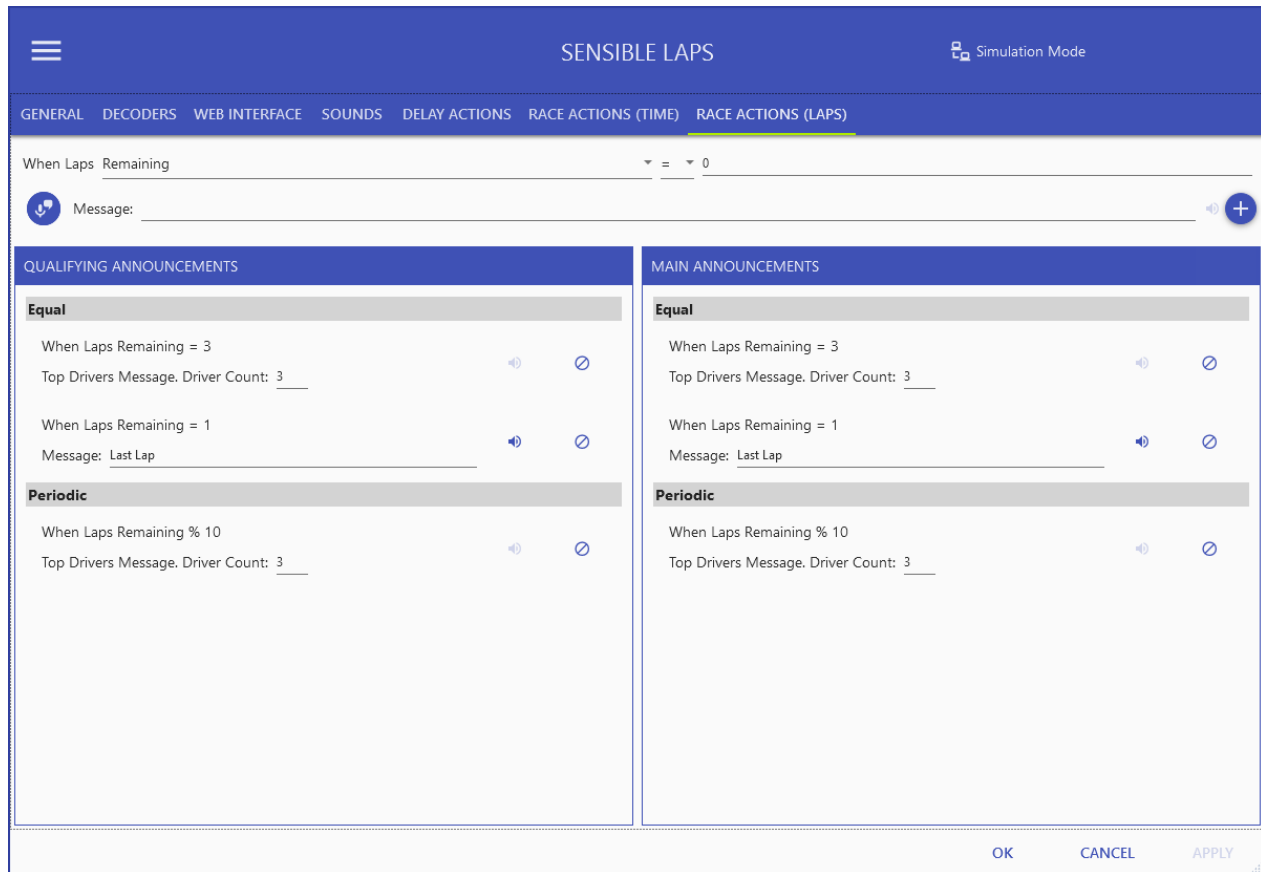 SENSIBLE LAPS
Simulation Mode
GENERAL DECODERS WEB INTERFACE SOUNDS DELAY ACTIONS RACE ACTIONS (TIME) RACE ACTIONS (LAPS)
When Laps Remaining = 0
Message:
QUALIFYING ANNOUNCEMENTS
Equal
When Laps Remaining = 3
Top Drivers Message. Driver Count: 3
When Laps Remaining = 1
Message: Last Lap
Periodic
When Laps Remaining % 10
Top Drivers Message. Driver Count: 3
MAIN ANNOUNCEMENTS
Equal
When Laps Remaining = 3
Top Drivers Message. Driver Count: 3
When Laps Remaining = 1
Message: Last Lap
Periodic
When Laps Remaining % 10
Top Drivers Message. Driver Count: 3
OK CANCEL APPLY